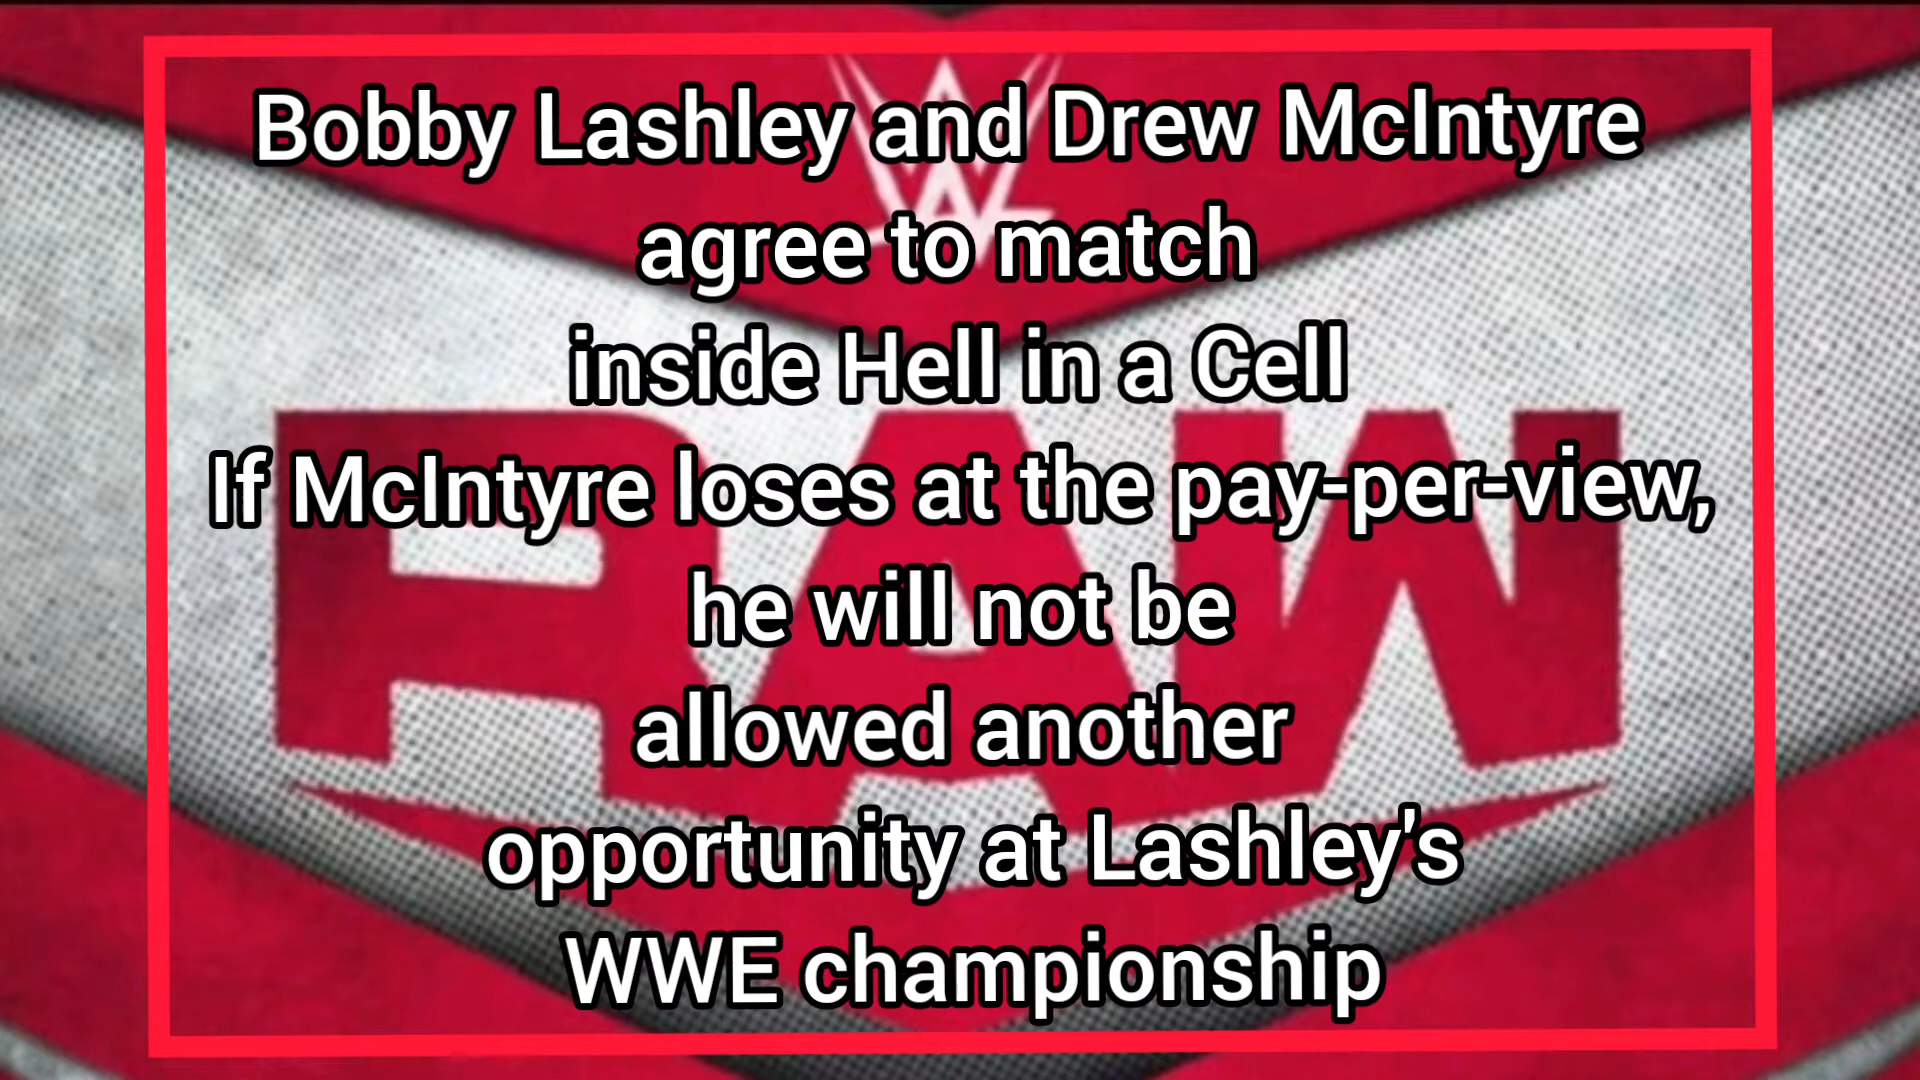 Bobby Lashley and Drew McIntyre
agree to match
inside Hell in a Cell
If McIntyre loses at the pay-per-view,
he will not be
allowed another
opportunity at Lashley's
WWE championship
RAW